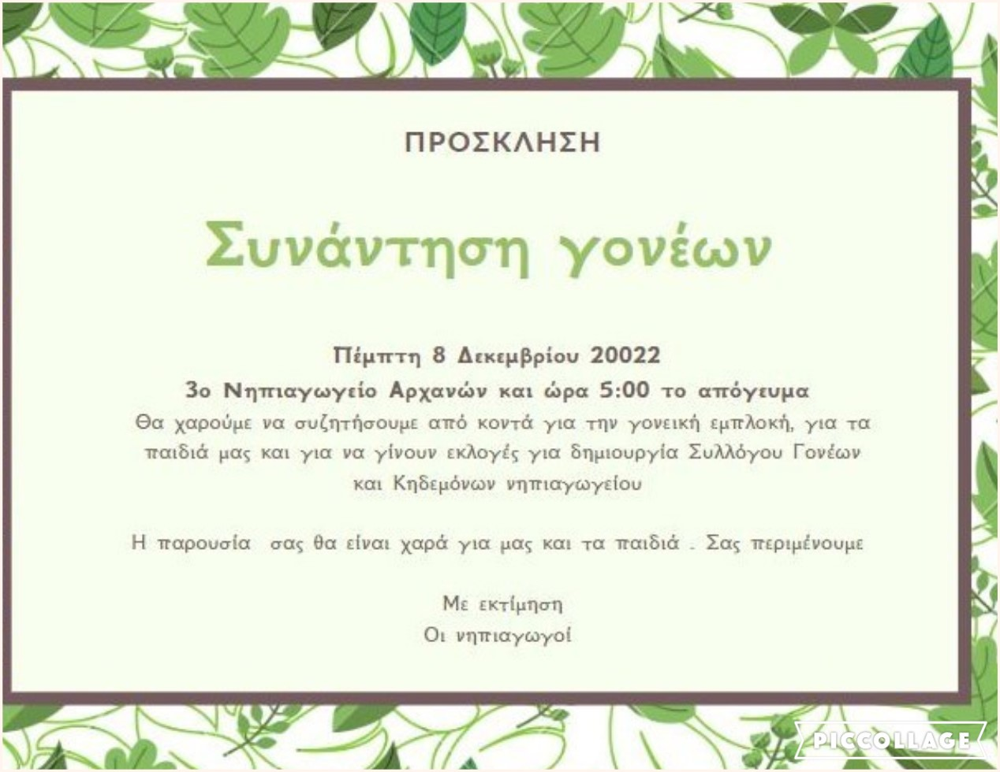 ΠΡΟΣΚΛΗΣΗ
Συνάντηση γονέων
Πέμπτη 8 Δεκεμβρίου 20022
3ο Νηπιαγωγείο Αρχανών και ώρα 5:00 το απόγευμα
Θα χαρούμε να συζητήσουμε από κοντά για την γονεική εμπλοκή, για τα
παιδιά μας και για να γίνουν εκλογές για δημιουργία Συλλόγου Γονέων
και Κηδεμόνων νηπιαγωγείου
Η παρουσία  σας θα είναι χαρά για μας και τα παιδιά . Σας περιμένουμε
Με εκτίμηση
Οι νηπιαγωγοί
PICCOLLAGE